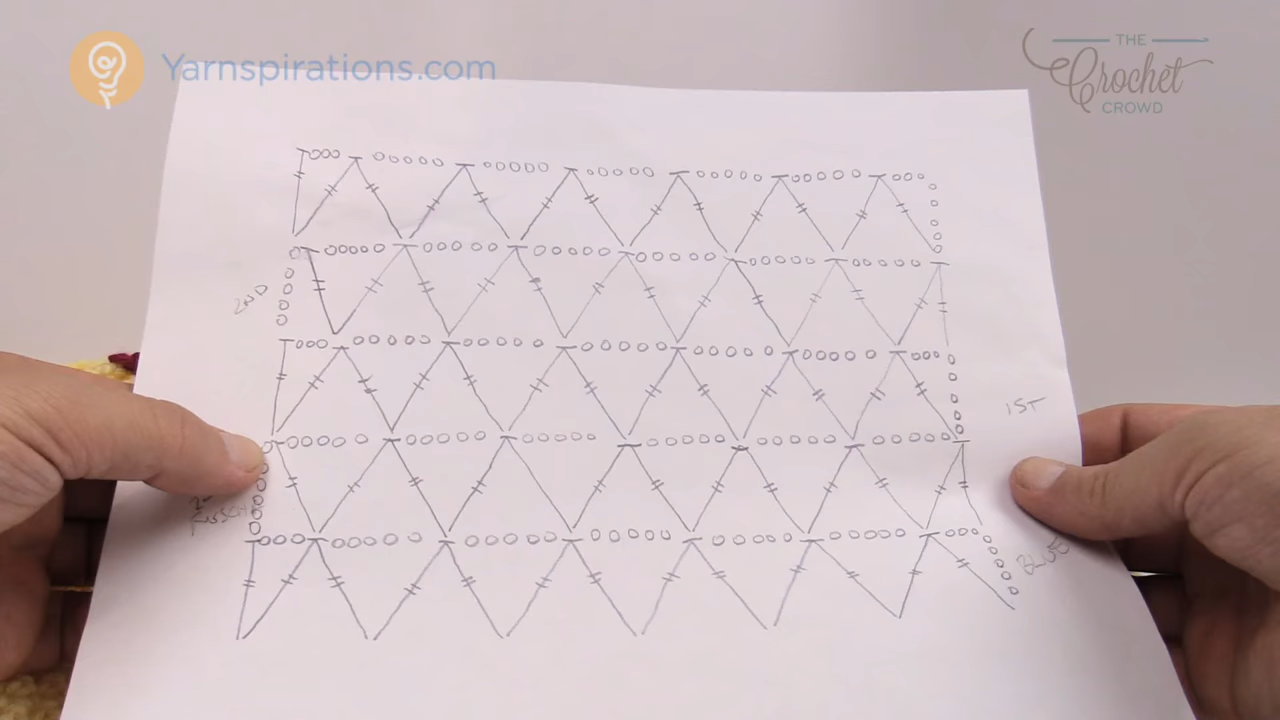 Yarnspirations.com
THE
Crochet
CROWD
2ND
1ST
BLUE